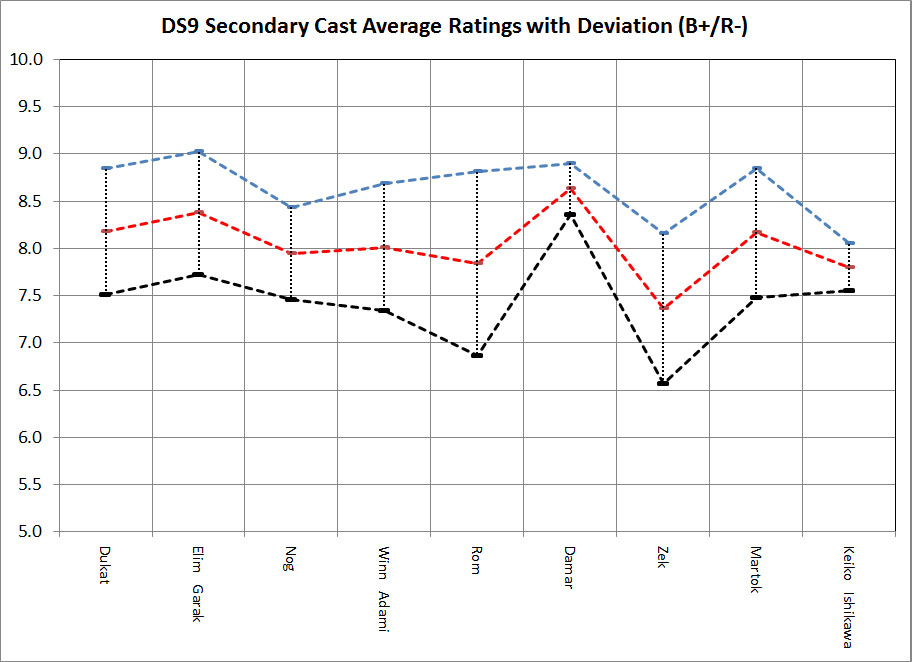 DS9 Secondary Cast Average Ratings with Deviation (B+/R-)
10.0
9.5
9.0
8.5
8.0
7.5
7.0
6.5
6.0
5.5
5.0
Dukat
Elim Garak
Nog
Winn Adami
Rom
Damar
Zek
Martok
Keiko Ishikawa